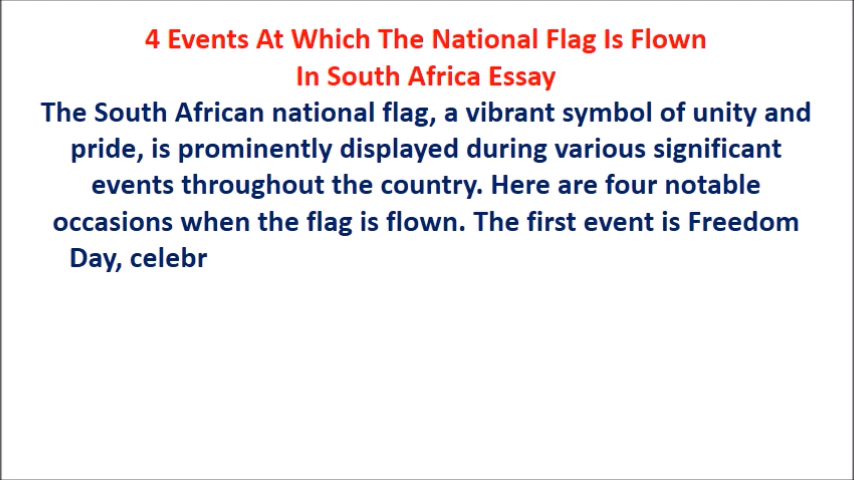 4 Events At Which The National Flag Is Flown
In South Africa Essay
The South African national flag, a vibrant symbol of unity and
pride, is prominently displayed during various significant
events throughout the country. Here are four notable
occasions when the flag is flown. The first event is Freedom
Day, celebr